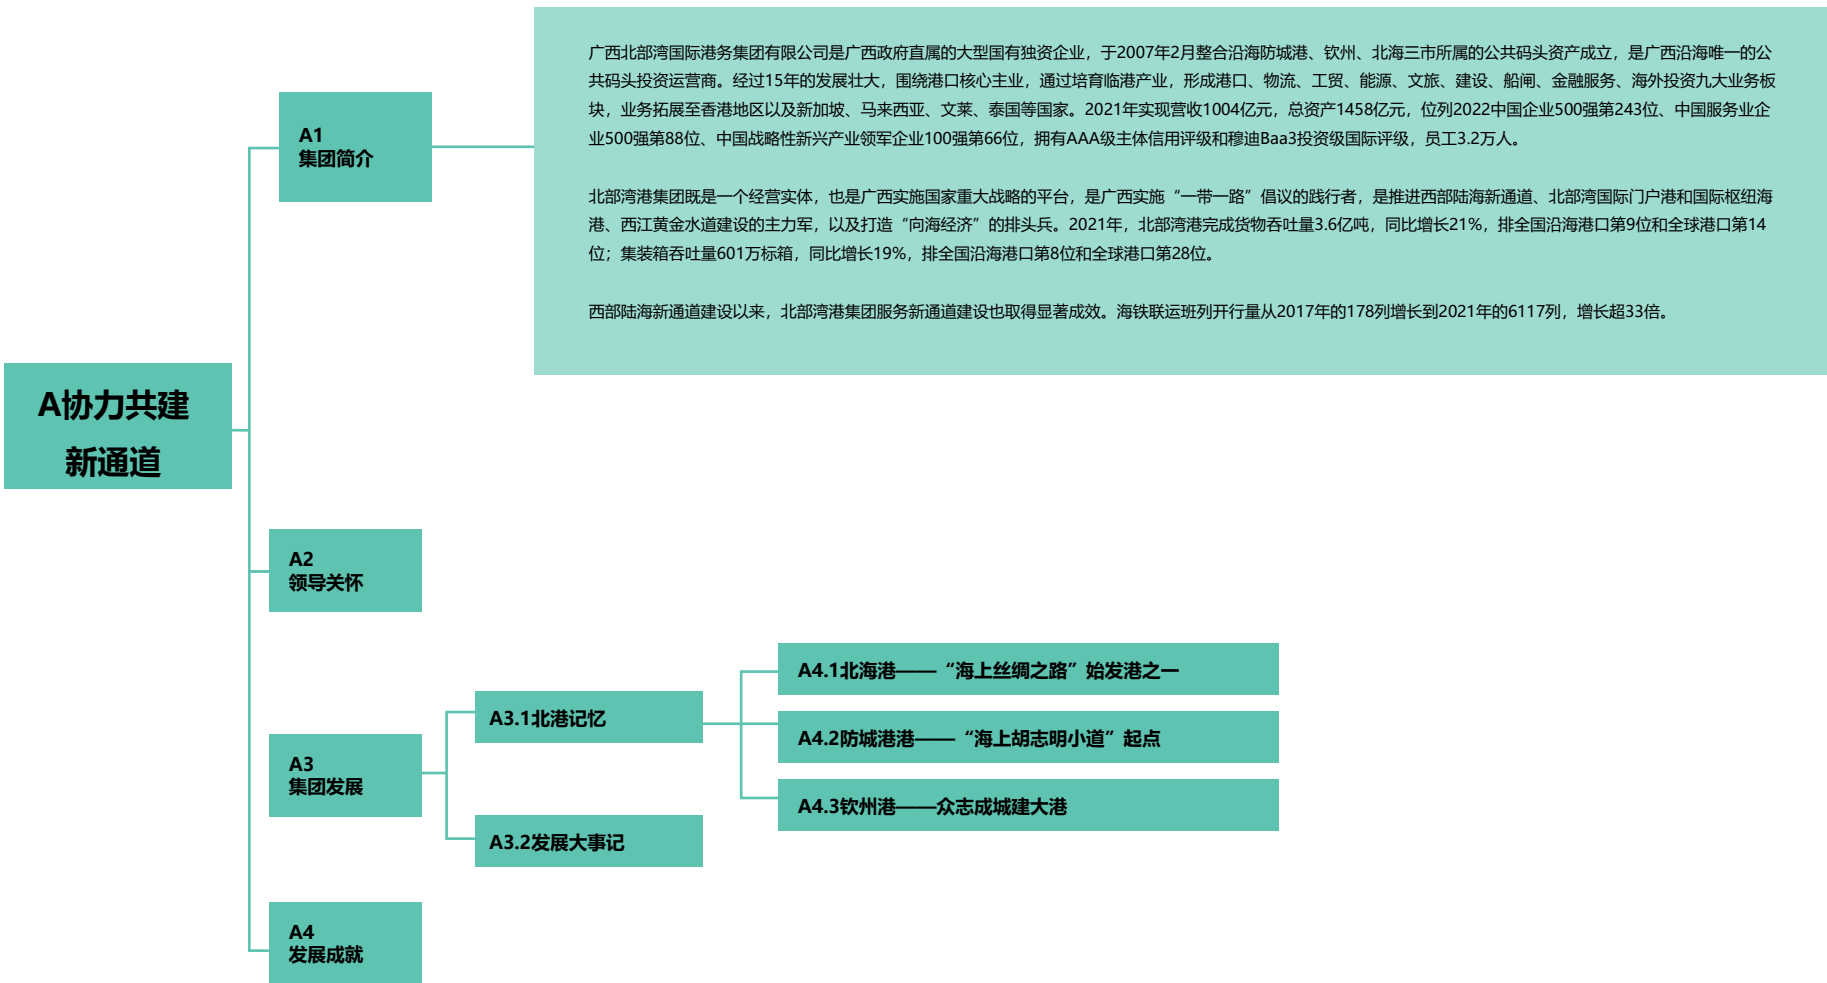 广西北部湾国际港务集团有限公司是广西政府直属的大型国有独资企业，于2007年2月整合沿海防城港、钦州、北海三市所属的公共码头资产成立，是广西沿海唯一的公
共码头投资运营商。经过15年的发展壮大，围绕港口核心主业，通过培育临港产业，形成港口、物流、工贸、能源、文旅、建设、船闸、金融服务、海外投资九大业务板
块，业务拓展至香港地区以及新加坡、马来西亚、文莱、泰国等国家。2021年实现营收1004亿元，总资产1458亿元，位列2022中国企业500强第243位、中国服务业企
业500强第88位、中国战略性新兴产业领军企业100强第66位，拥有AAA级主体信用评级和穆迪Baa3投资级国际评级，员工3.2万人。
北部湾港集团既是一个经营实体，也是广西实施国家重大战略的平台，是广西实施“一带一路”倡议的践行者，是推进西部陆海新通道、北部湾国际门户港和国际枢纽海
港、西江黄金水道建设的主力军，以及打造“向海经济”的排头兵。2021年，北部湾港完成货物吞吐量3.6亿吨，同比增长21%，排全国沿海港口第9位和全球港口第14
位；集装箱吞吐量601万标箱，同比增长19%，排全国沿海港口第8位和全球港口第28位。
西部陆海新通道建设以来，北部湾港集团服务新通道建设也取得显著成效。海铁联运班列开行量从2017年的178列增长到2021年的6117列，增长超33倍。
A1
集团简介
A协力共建
新通道
A2
领导关怀
A3
集团发展
A3.1北港记忆
A4.1北海港——“海上丝绸之路”始发港之一
A4.2防城港港——“海上胡志明小道”起点
A4.3钦州港——众志成城建大港
A3.2发展大事记
A4
发展成就